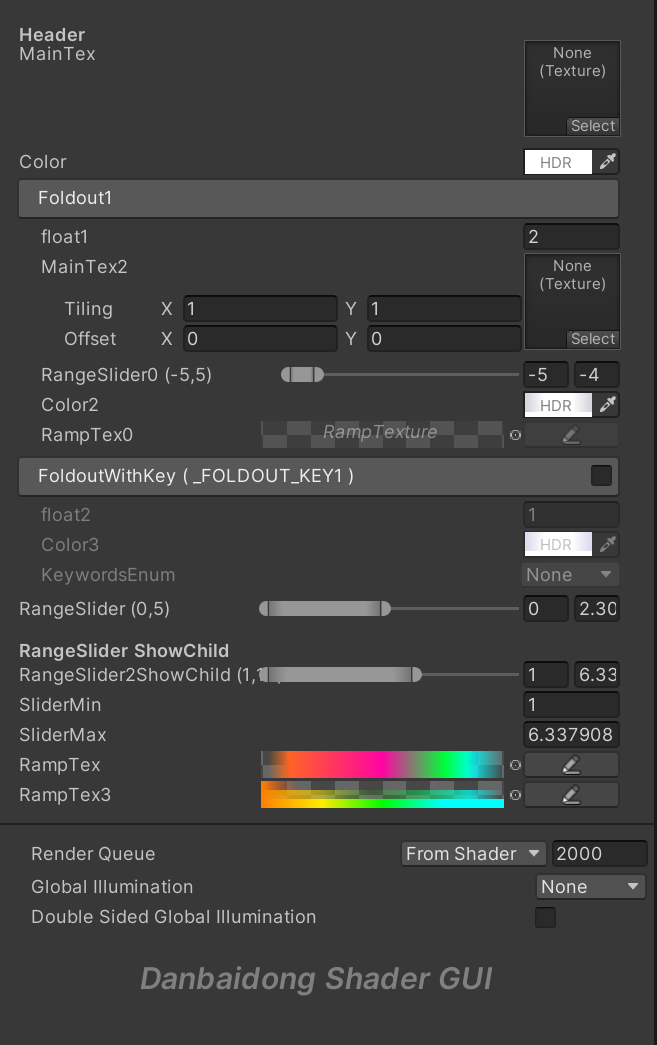 Header
MainTex
None
(Texture)
Select
Color
HDR
Foldout1
float1 2
MainTex2
None
(Texture)
Tiling X 1 Y 1
Offset X 0 Y 0
Select
RangeSlider0 (-5,5) -5 -4
Color2 HDR
RampTex0 RampTexture
FoldoutWithKey ( _FOLDOUT_KEY1 )
float2 1
Color3 HDR
KeywordsEnum None
RangeSlider (0,5) 0 2.30
RangeSlider ShowChild
RangeSlider2ShowChild (1,1 1 6.33
SliderMin 1
SliderMax 6.337908
RampTex
RampTex3
Render Queue From Shader 2000
Global Illumination None
Double Sided Global Illumination
Danbaidong Shader GUI